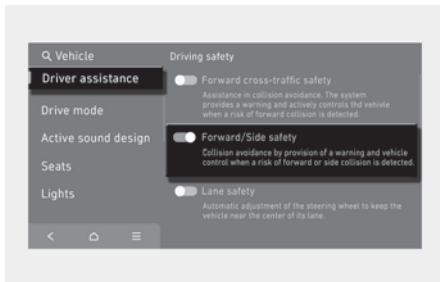 Vehicle
Driving safety
Driver assistance
Forward cross-traffic safety
Assistance in collision avoidance. The system
provides a warning and actively controls thd vehivle
when a risk of forward collision is detected.
Drive mode
Active sound design
Forward/Side safety
Collision avoidance by provision of a warning and vehicle
control when a risk of forward or side collision is detected.
Seats
Lights
Lane safety
Automatic adjustment of the steering wheel to keep the
vehicle near the center of its lane.